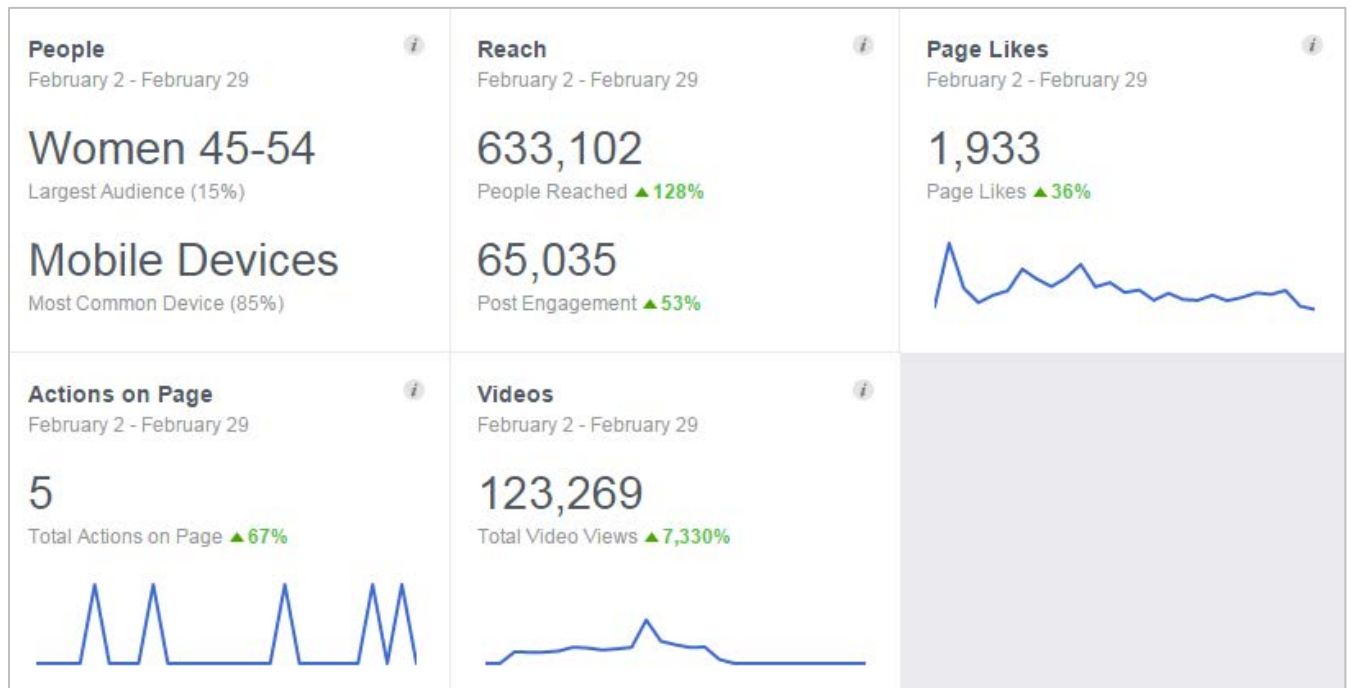 People
February 2 - February 29
Women 45-54
Largest Audience (15%)
Mobile Devices
Most Common Device (85%)
Reach
February 2 - February 29
633,102
People Reached ▲128%
65,035
Post Engagement ▲53%
Page Likes
February 2 - February 29
1,933
Page Likes ▲36%
Actions on Page
February 2 - February 29
5
Total Actions on Page ▲67%
Videos
February 2 - February 29
123,269
Total Video Views ▲7,330%